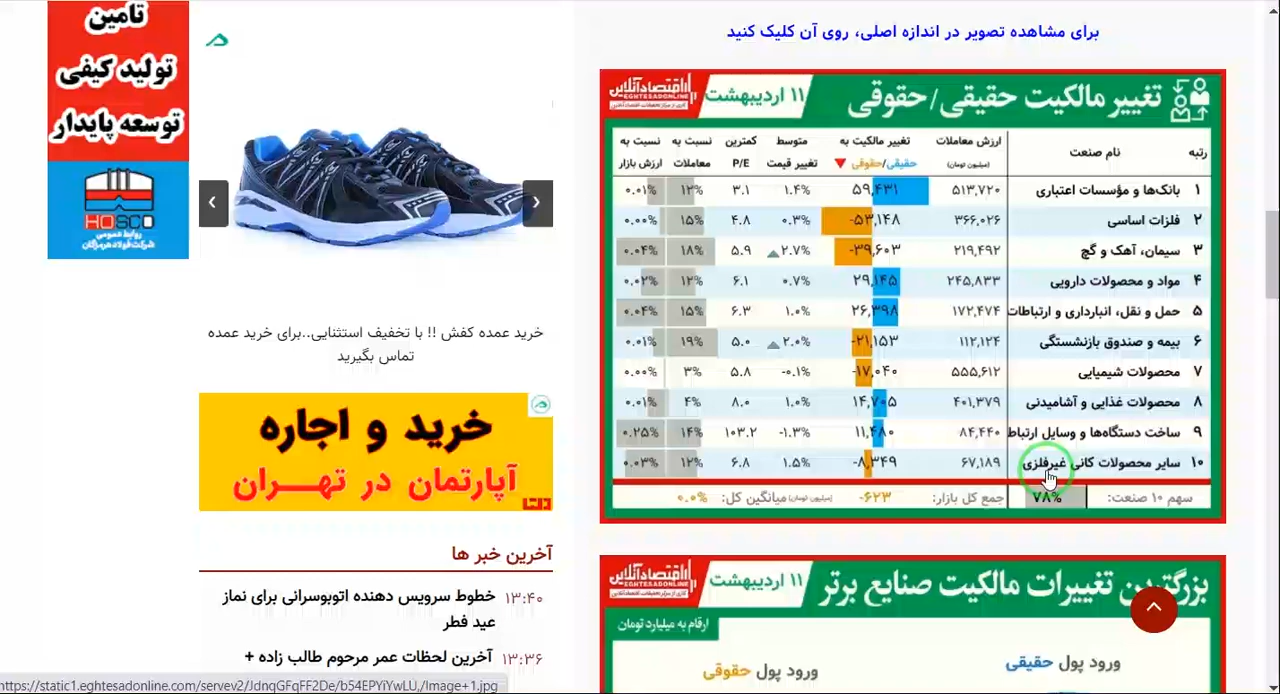 برای مشاهده تصویر در اندازه اصلی، روی آن کلیک کنید
تغییر مالکیت حقیقی/حقوقی
۱۱ اردیبهشت
اقتصادآنلاین
EGHTESADONLINE
رتبه نام صنعت ارزش معاملات (میلیون تومان) تغییر مالکیت به حقیقی/حقوقی متوسط تغییر قیمت کمترین P/E نسبت به معاملات نسبت به ارزش بازار
۱ بانک‌ها و مؤسسات اعتباری ۵۱۳,۷۲۰ ۵۹,۴۳۱ ۱.۴% ۳.۱ ۱۲% ۰.۰۱%
۲ فلزات اساسی ۳۶۶,۰۲۶ -۵۳,۱۴۸ ۰.۳% ۴.۸ ۱۵% ۰.۰۰%
۳ سیمان، آهک و گچ ۲۱۹,۴۹۲ -۳۹,۶۰۳ ۲.۷% ۵.۹ ۱۸% ۰.۰۴%
۴ مواد و محصولات دارویی ۲۴۵,۸۳۳ ۲۹,۱۴۵ ۰.۷% ۶.۱ ۱۲% ۰.۰۲%
۵ حمل و نقل، انبارداری و ارتباطات ۱۷۲,۴۷۴ ۲۶,۳۹۸ ۱.۰% ۶.۳ ۱۵% ۰.۰۴%
۶ بیمه و صندوق بازنشستگی ۱۱۲,۱۲۴ -۲۱,۱۵۳ ۲.۰% ۵.۰ ۱۹% ۰.۰۱%
۷ محصولات شیمیایی ۵۵۵,۶۱۲ -۱۷,۰۴۰ -۰.۱% ۵.۸ ۳% ۰.۰۰%
۸ محصولات غذایی و آشامیدنی ۴۰۱,۳۷۹ ۱۴,۷۰۵ ۱.۰% ۸.۰ ۴% ۰.۰۱%
۹ ساخت دستگاه‌ها و وسایل ارتباط ۸۴,۴۴۰ ۱۱,۴۸۰ -۱.۳% ۱۰۳.۲ ۱۴% ۰.۲۵%
۱۰ سایر محصولات کانی غیرفلزی ۶۷,۱۸۹ -۸,۳۴۹ ۱.۵% ۶.۸ ۱۲% ۰.۰۳%
سهم ۱۰ صنعت: ۷۸% جمع کل بازار: -۶۲۳ (میلیون تومان) میانگین کل: ۰.۰%
بزرگترین تغییرات مالکیت صنایع برتر
۱۱ اردیبهشت
اقتصادآنلاین
EGHTESADONLINE
ارقام به میلیارد تومان
ورود پول حقیقی
ورود پول حقوقی
خرید عمده کفش !! با تخفیف استثنایی..برای خرید عمده
تماس بگیرید
خرید و اجاره
آپارتمان در تهران
دلتا
آخرین خبر ها
۱۳:۴۰ خطوط سرویس دهنده اتوبوسرانی برای نماز
عید فطر
۱۳:۳۶ آخرین لحظات عمر مرحوم طالب زاده +
تامین
تولید کیفی
توسعه پایدار
HOSCO
روابط عمومی
شرکت فولاد هرمزگان
https://static1.eghtesadonline.com/servev2/JdnqGFqFF2De/b54EPYiYwLU,/Image+1.jpg